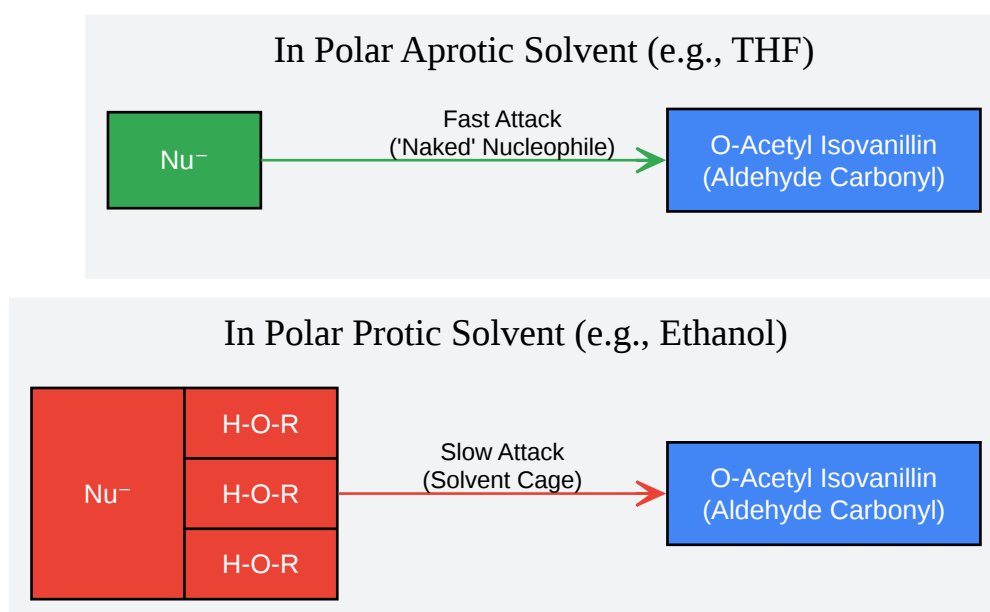 In Polar Aprotic Solvent (e.g., THF)
Nu⁻
Fast Attack
('Naked' Nucleophile)
O-Acetyl Isovanillin
(Aldehyde Carbonyl)
In Polar Protic Solvent (e.g., Ethanol)
Nu⁻
H-O-R
H-O-R
H-O-R
Slow Attack
(Solvent Cage)
O-Acetyl Isovanillin
(Aldehyde Carbonyl)